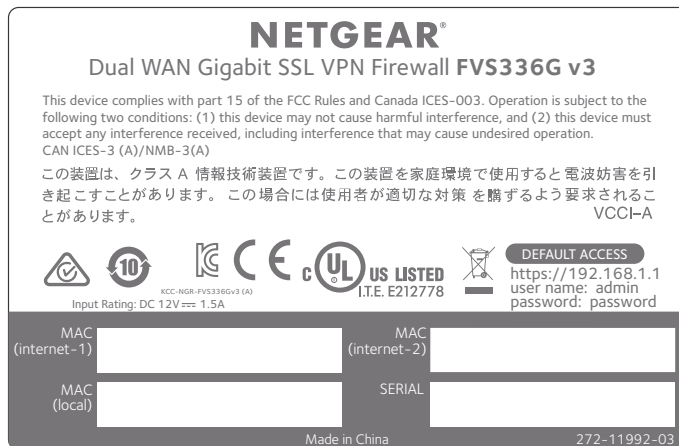 NETGEAR®
Dual WAN Gigabit SSL VPN Firewall FVS336G v3
This device complies with part 15 of the FCC Rules and Canada ICES-003. Operation is subject to the
following two conditions: (1) this device may not cause harmful interference, and (2) this device must
accept any interference received, including interference that may cause undesired operation.
CAN ICES-3 (A)/NMB-3(A)
この装置は、クラス A 情報技術装置です。この装置を家庭環境で使用すると電波妨害を引
き起こすことがあります。 この場合には使用者が適切な対策 を購ずるよう要求されるこ
とがあります。
VCCI-A
10
KCC-NGR-FVS336Gv3 (A)
CE
C UL US LISTED
I.T.E. E212778
DEFAULT ACCESS
https://192.168.1.1
user name: admin
password: password
Input Rating: DC 12V ⎓ 1.5A
MAC
(internet-1)
MAC
(internet-2)
MAC
(local)
SERIAL
Made in China
272-11992-03